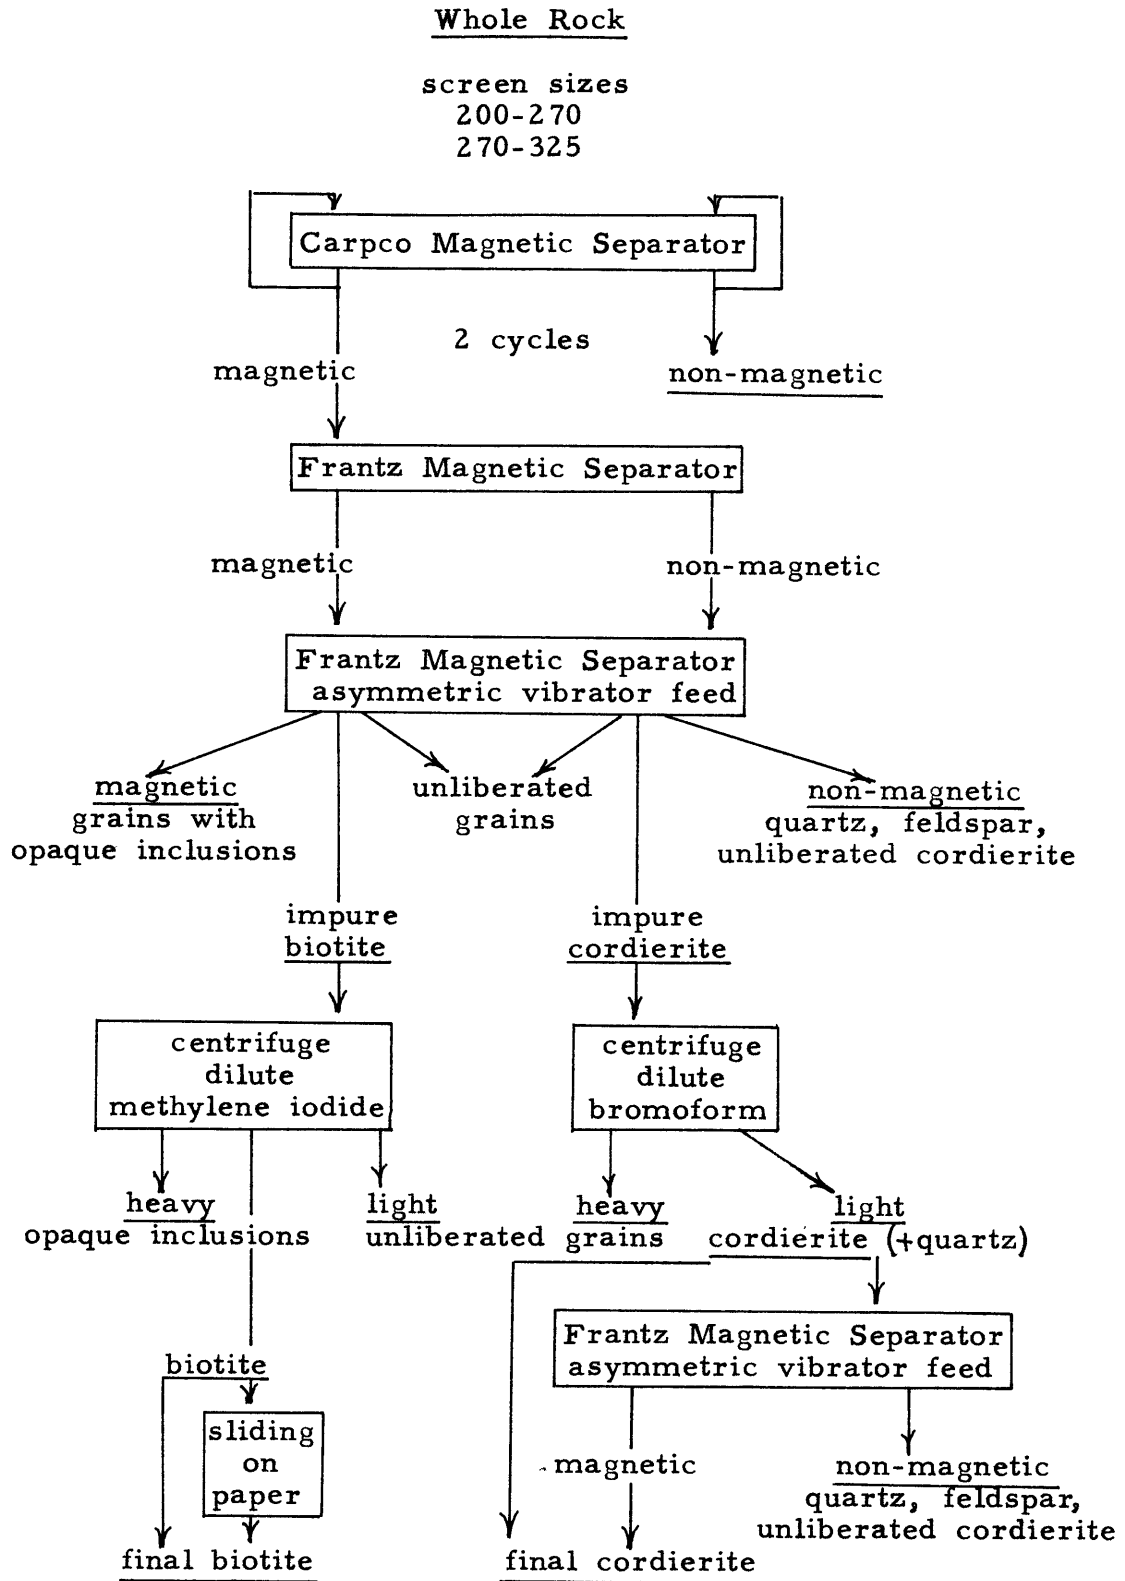 Whole Rock
screen sizes
200-270
270-325
Carpco Magnetic Separator
2 cycles
magnetic
non-magnetic
Frantz Magnetic Separator
magnetic
non-magnetic
Frantz Magnetic Separator
asymmetric vibrator feed
magnetic
grains with
opaque inclusions
unliberated
grains
non-magnetic
quartz, feldspar,
unliberated cordierite
impure
biotite
impure
cordierite
centrifuge
dilute
methylene iodide
centrifuge
dilute
bromoform
heavy
opaque inclusions
light
unliberated grains
heavy
light
cordierite (+quartz)
Frantz Magnetic Separator
asymmetric vibrator feed
biotite
sliding
on
paper
magnetic
non-magnetic
quartz, feldspar,
unliberated cordierite
final biotite
final cordierite